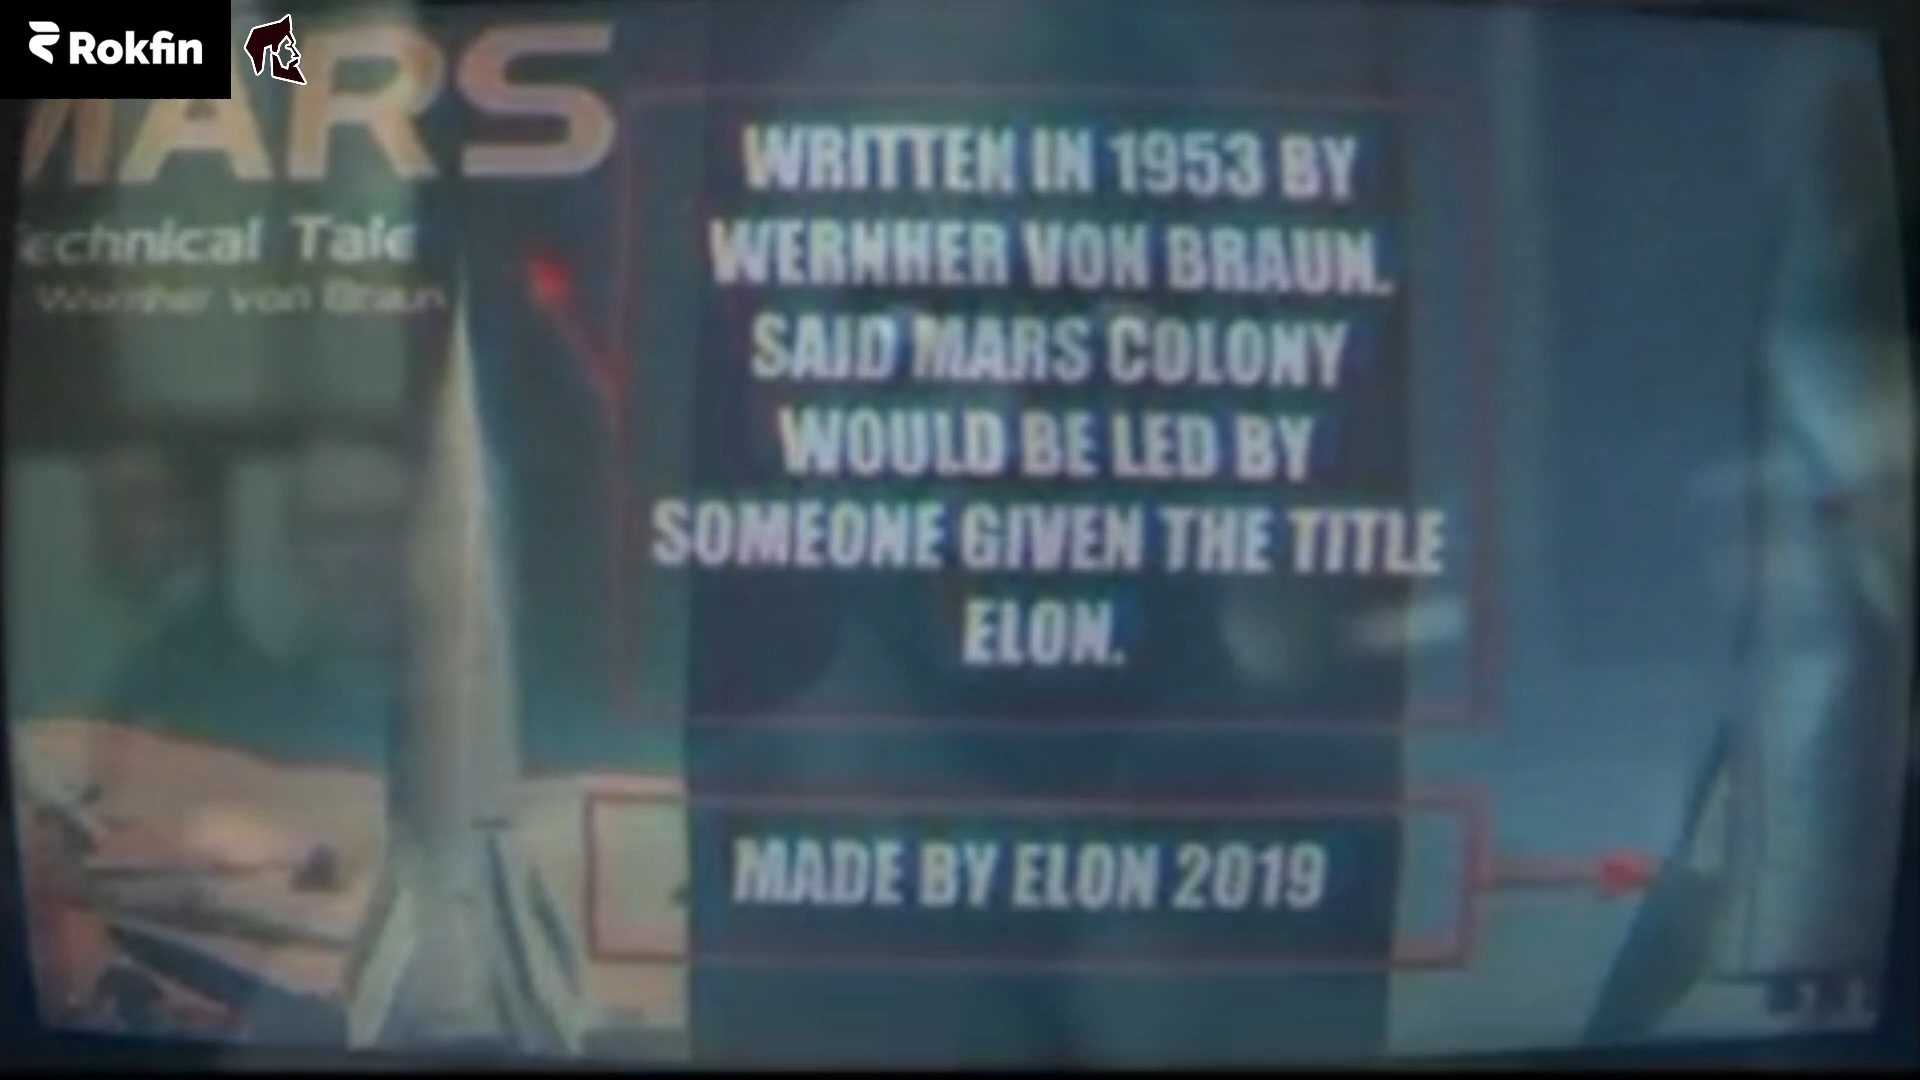 Rokfin
MARS
echnical Tale
Wernher von Braun
WRITTEN IN 1953 BY
WERNHER VON BRAUN.
SAID MARS COLONY
WOULD BE LED BY
SOMEONE GIVEN THE TITLE
ELON.
MADE BY ELON 2019